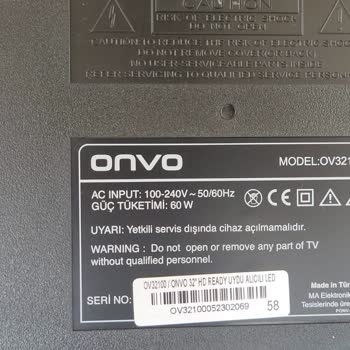 CAUTION
RISK OF ELECTRIC SHOCK
DO NOT OPEN
CAUTION:TO REDUCE THE RISK OF ELECTRIC SHOCK
DO NOT REMOVE COVER(OR BACK)
NO USER-SERVICEABLE PARTS INSIDE
REFER SERVICING TO QUALIFIED SERVICE PERSON
ONVO
MODEL:OV321
AC INPUT: 100-240V~50/60Hz
GÜÇ TÜKETİMİ: 60 W
CE
UYARI: Yetkili servis dışında cihaz açılmamalıdır.
WARNING : Do not open or remove any part of TV
without qualified personnel.
OV32100 / ONVO 32" HD READY UYDU ALICILI LED
SERİ NO:
OV32100052302069 58
Made in Tür
MA Elektronik
Tesislerinde üret